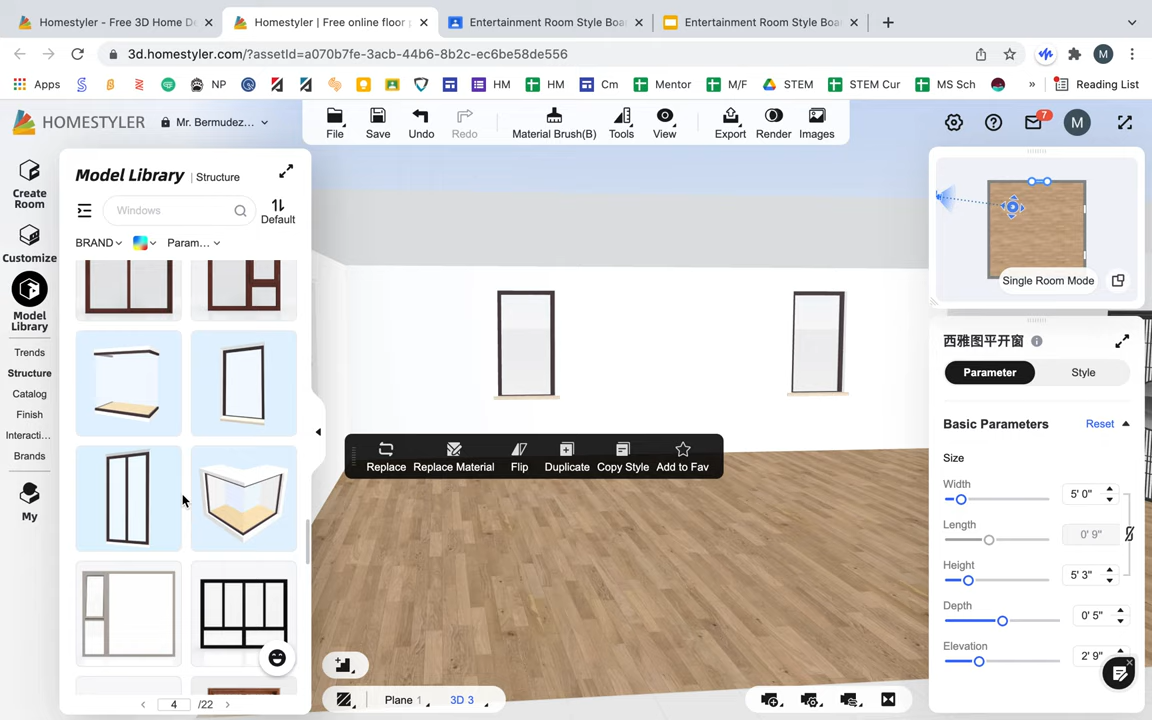 Homestyler - Free 3D Home D
Homestyler | Free online floor
Entertainment Room Style Boa
Entertainment Room Style Boa
3d.homestyler.com/?assetId=a070b7fe-3acb-44b6-8b2c-ec6be58de556
M
Apps
NP
HM
HM
Cm
Mentor
M/F
STEM
STEM Cur
MS Sch
»
Reading List
HOMESTYLER
Mr. Bermudez...
File
Save
Undo
Redo
Material Brush(B)
Tools
View
Export
Render
Images
7
M
Create
Room
Customize
Model
Library
Trends
Structure
Catalog
Finish
Interacti...
Brands
My
Model Library | Structure
Windows
Default
BRAND
Param...
4 /22
Replace
Replace Material
Flip
Duplicate
Copy Style
Add to Fav
Plane 1
3D 3
Single Room Mode
西雅图平开窗
Parameter
Style
Basic Parameters
Reset
Size
Width
5' 0"
Length
0' 9"
Height
5' 3"
Depth
0' 5"
Elevation
2' 9"